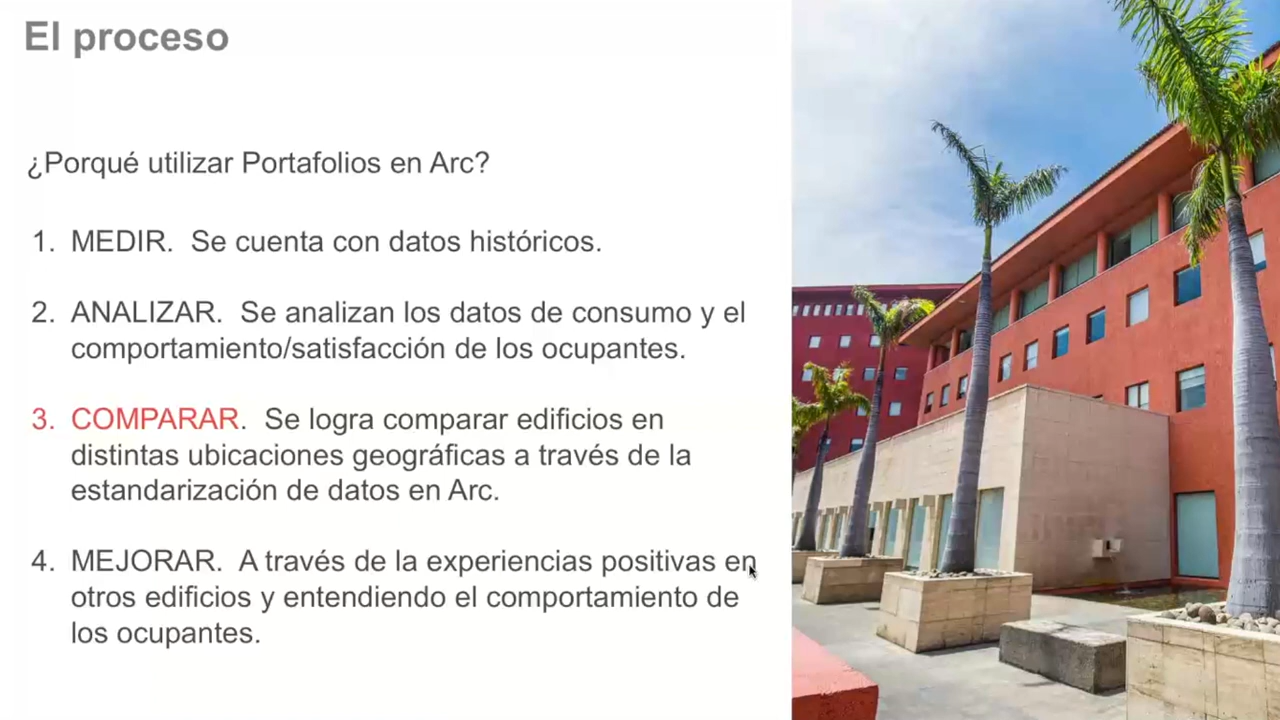 El proceso
¿Porqué utilizar Portafolios en Arc?
1. MEDIR. Se cuenta con datos históricos.
2. ANALIZAR. Se analizan los datos de consumo y el
comportamiento/satisfacción de los ocupantes.
3. COMPARAR. Se logra comparar edificios en
distintas ubicaciones geográficas a través de la
estandarización de datos en Arc.
4. MEJORAR. A través de la experiencias positivas en
otros edificios y entendiendo el comportamiento de
los ocupantes.